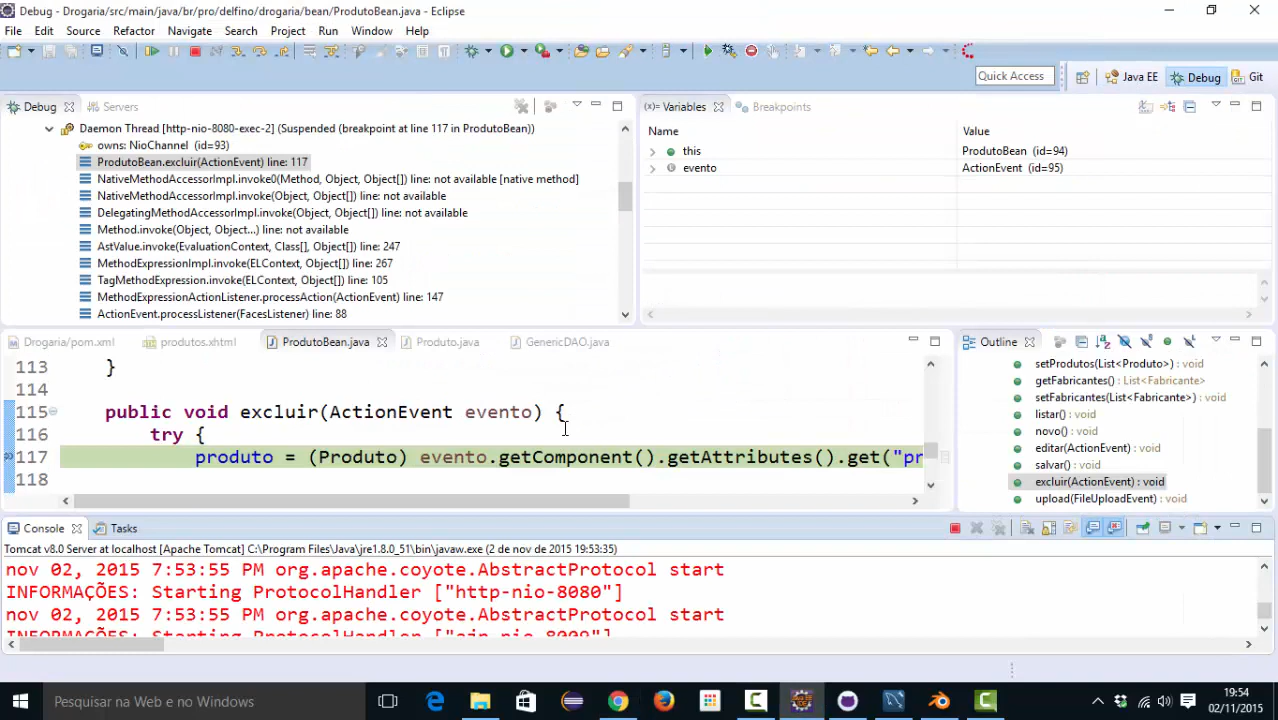 Debug - Drogaria/src/main/java/br/pro/delfino/drogaria/bean/ProdutoBean.java - Eclipse
File Edit Source Refactor Navigate Search Project Run Window Help
Quick Access Java EE Debug Git
Debug Servers
Daemon Thread [http-nio-8080-exec-2] (Suspended (breakpoint at line 117 in ProdutoBean))
owns: NioChannel (id=93)
ProdutoBean.excluir(ActionEvent) line: 117
NativeMethodAccessorImpl.invoke0(Method, Object, Object[]) line: not available [native method]
NativeMethodAccessorImpl.invoke(Object, Object[]) line: not available
DelegatingMethodAccessorImpl.invoke(Object, Object[]) line: not available
Method.invoke(Object, Object...) line: not available
AstValue.invoke(EvaluationContext, Class[], Object[]) line: 247
MethodExpressionImpl.invoke(ELContext, Object[]) line: 267
TagMethodExpression.invoke(ELContext, Object[]) line: 105
MethodExpressionActionListener.processAction(ActionEvent) line: 147
ActionEvent.processListener(FacesListener) line: 88
(x)= Variables Breakpoints
Name Value
this ProdutoBean (id=94)
evento ActionEvent (id=95)
Drogaria/pom.xml produtos.xhtml ProdutoBean.java Produto.java GenericDAO.java
113 }
114
115 public void excluir(ActionEvent evento) {
116 try {
117 produto = (Produto) evento.getComponent().getAttributes().get("pr
118
Outline
setProdutos(List<Produto>) : void
getFabricantes() : List<Fabricante>
setFabricantes(List<Fabricante>) : void
listar() : void
novo() : void
editar(ActionEvent) : void
salvar() : void
excluir(ActionEvent) : void
upload(FileUploadEvent) : void
Console Tasks
Tomcat v8.0 Server at localhost [Apache Tomcat] C:\Program Files\Java\jre1.8.0_51\bin\javaw.exe (2 de nov de 2015 19:53:35)
nov 02, 2015 7:53:55 PM org.apache.coyote.AbstractProtocol start
INFORMAÇÕES: Starting ProtocolHandler ["http-nio-8080"]
nov 02, 2015 7:53:55 PM org.apache.coyote.AbstractProtocol start
INFORMAÇÕES: Starting ProtocolHandler ["ajp-nio-8009"]
Pesquisar na Web e no Windows
19:54
02/11/2015